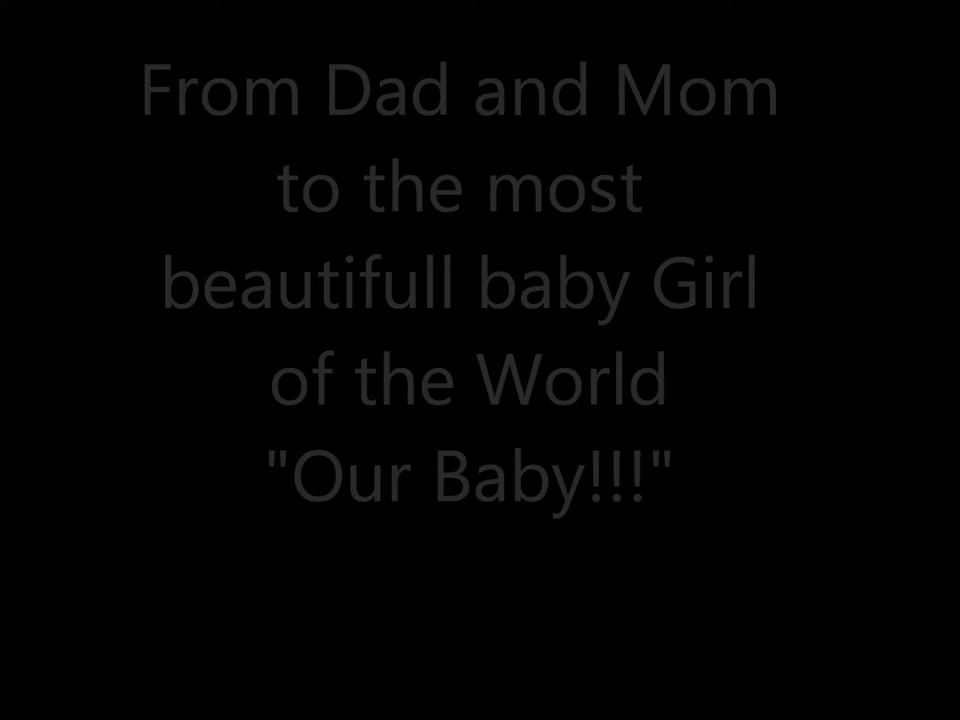 From Dad and Mom
to the most
beautifull baby Girl
of the World
"Our Baby!!!"